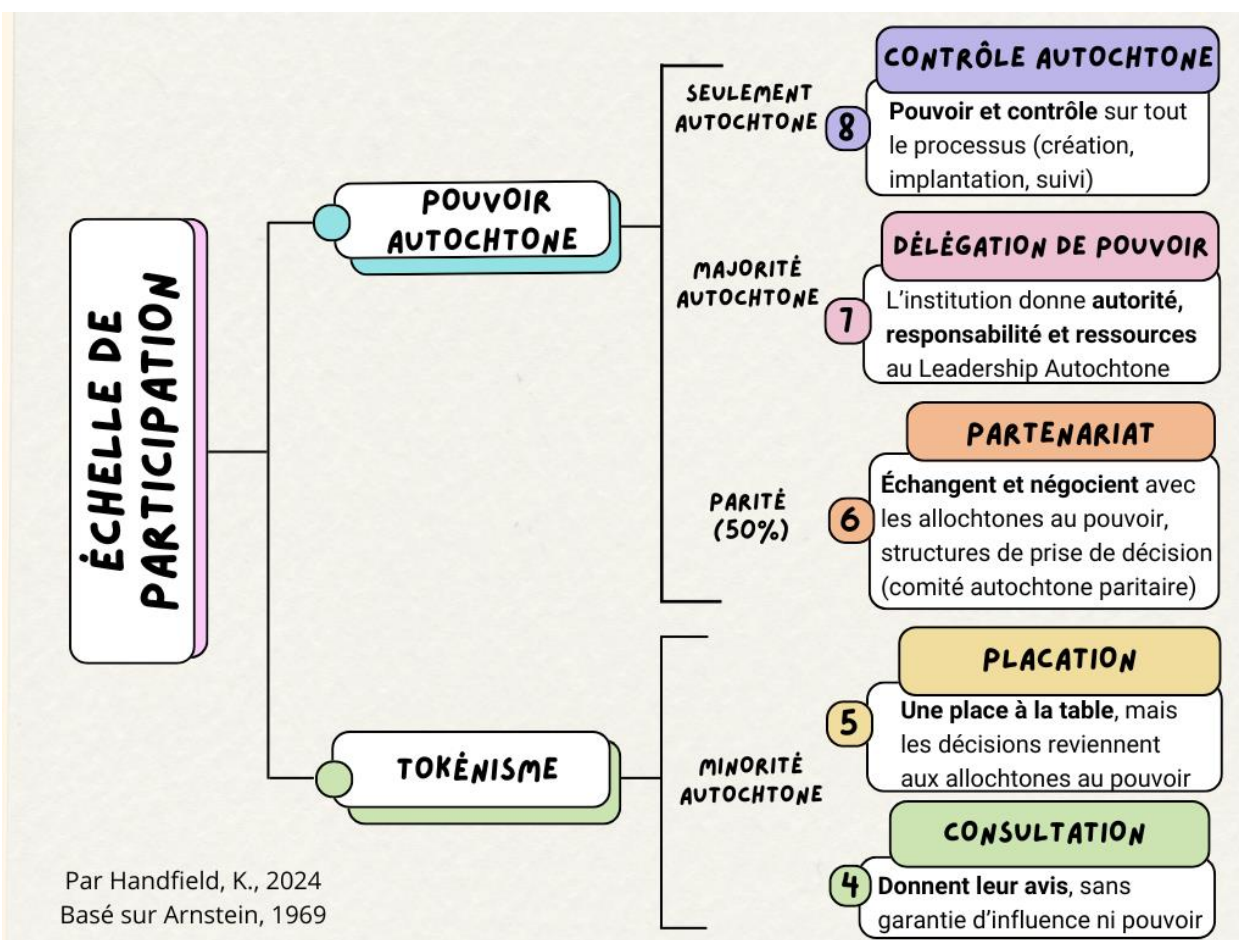 ÉCHELLE DE
PARTICIPATION
POUVOIR
AUTOCHTONE
SEULEMENT
AUTOCHTONE
CONTRÔLE AUTOCHTONE
8
Pouvoir et contrôle sur tout
le processus (création,
implantation, suivi)
MAJORITÉ
AUTOCHTONE
DÉLÉGATION DE POUVOIR
7
L'institution donne autorité,
responsabilité et ressources
au Leadership Autochtone
PARITÉ
(50%)
PARTENARIAT
6
Échangent et négocient avec
les allochtones au pouvoir,
structures de prise de décision
(comité autochtone paritaire)
TOKÉNISME
MINORITÉ
AUTOCHTONE
PLACATION
5
Une place à la table, mais
les décisions reviennent
aux allochtones au pouvoir
CONSULTATION
4
Donnent leur avis, sans
garantie d'influence ni pouvoir
Par Handfield, K., 2024
Basé sur Arnstein, 1969